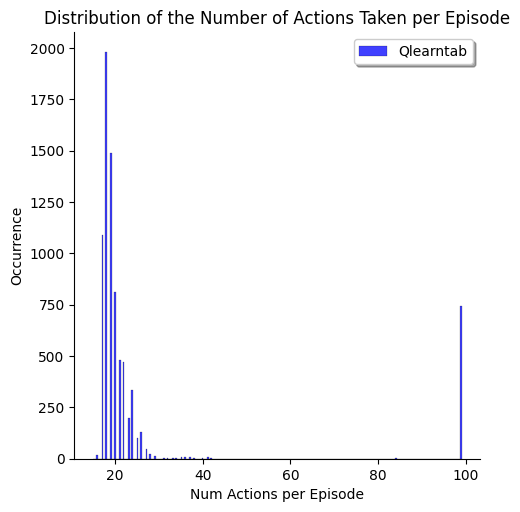 Distribution of the Number of Actions Taken per Episode
Qlearntab
2000
1750
1500
1250
1000
750
500
250
0
Occurrence
20 40 60 80 100
Num Actions per Episode